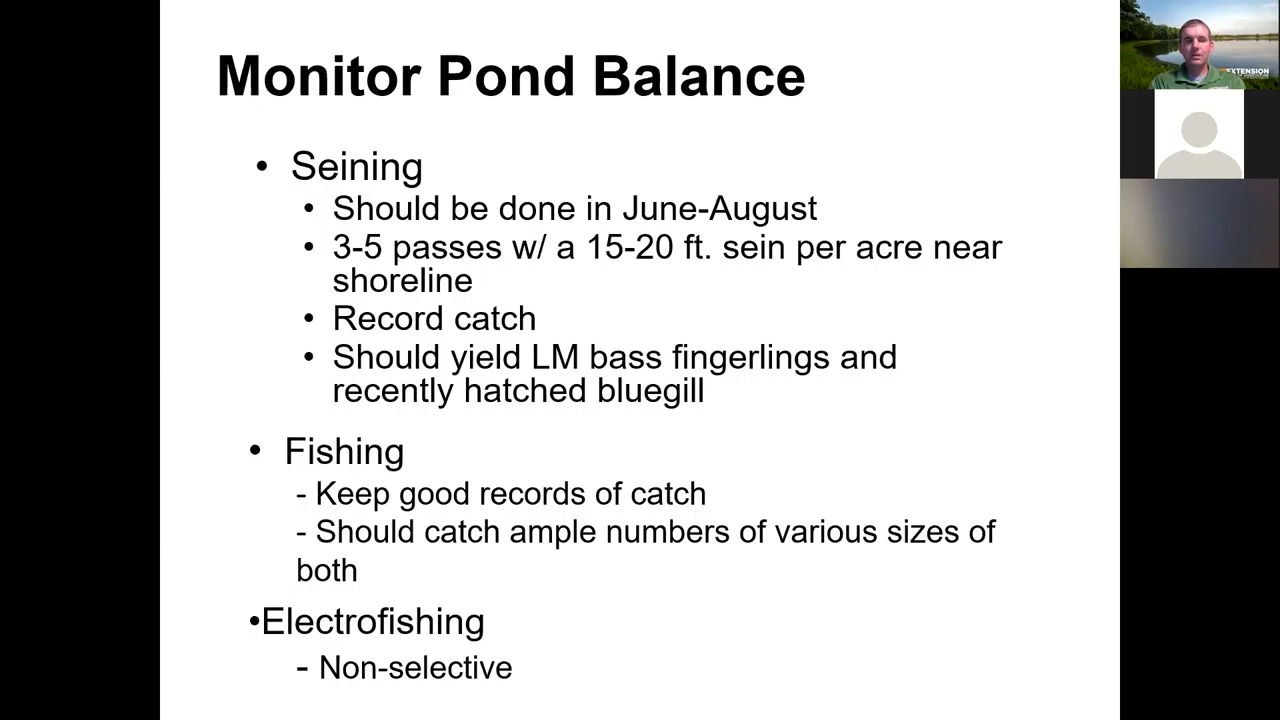 Monitor Pond Balance
• Seining
• Should be done in June-August
• 3-5 passes w/ a 15-20 ft. sein per acre near
shoreline
• Record catch
• Should yield LM bass fingerlings and
recently hatched bluegill
• Fishing
- Keep good records of catch
- Should catch ample numbers of various sizes of
both
•Electrofishing
- Non-selective
EXTENSION